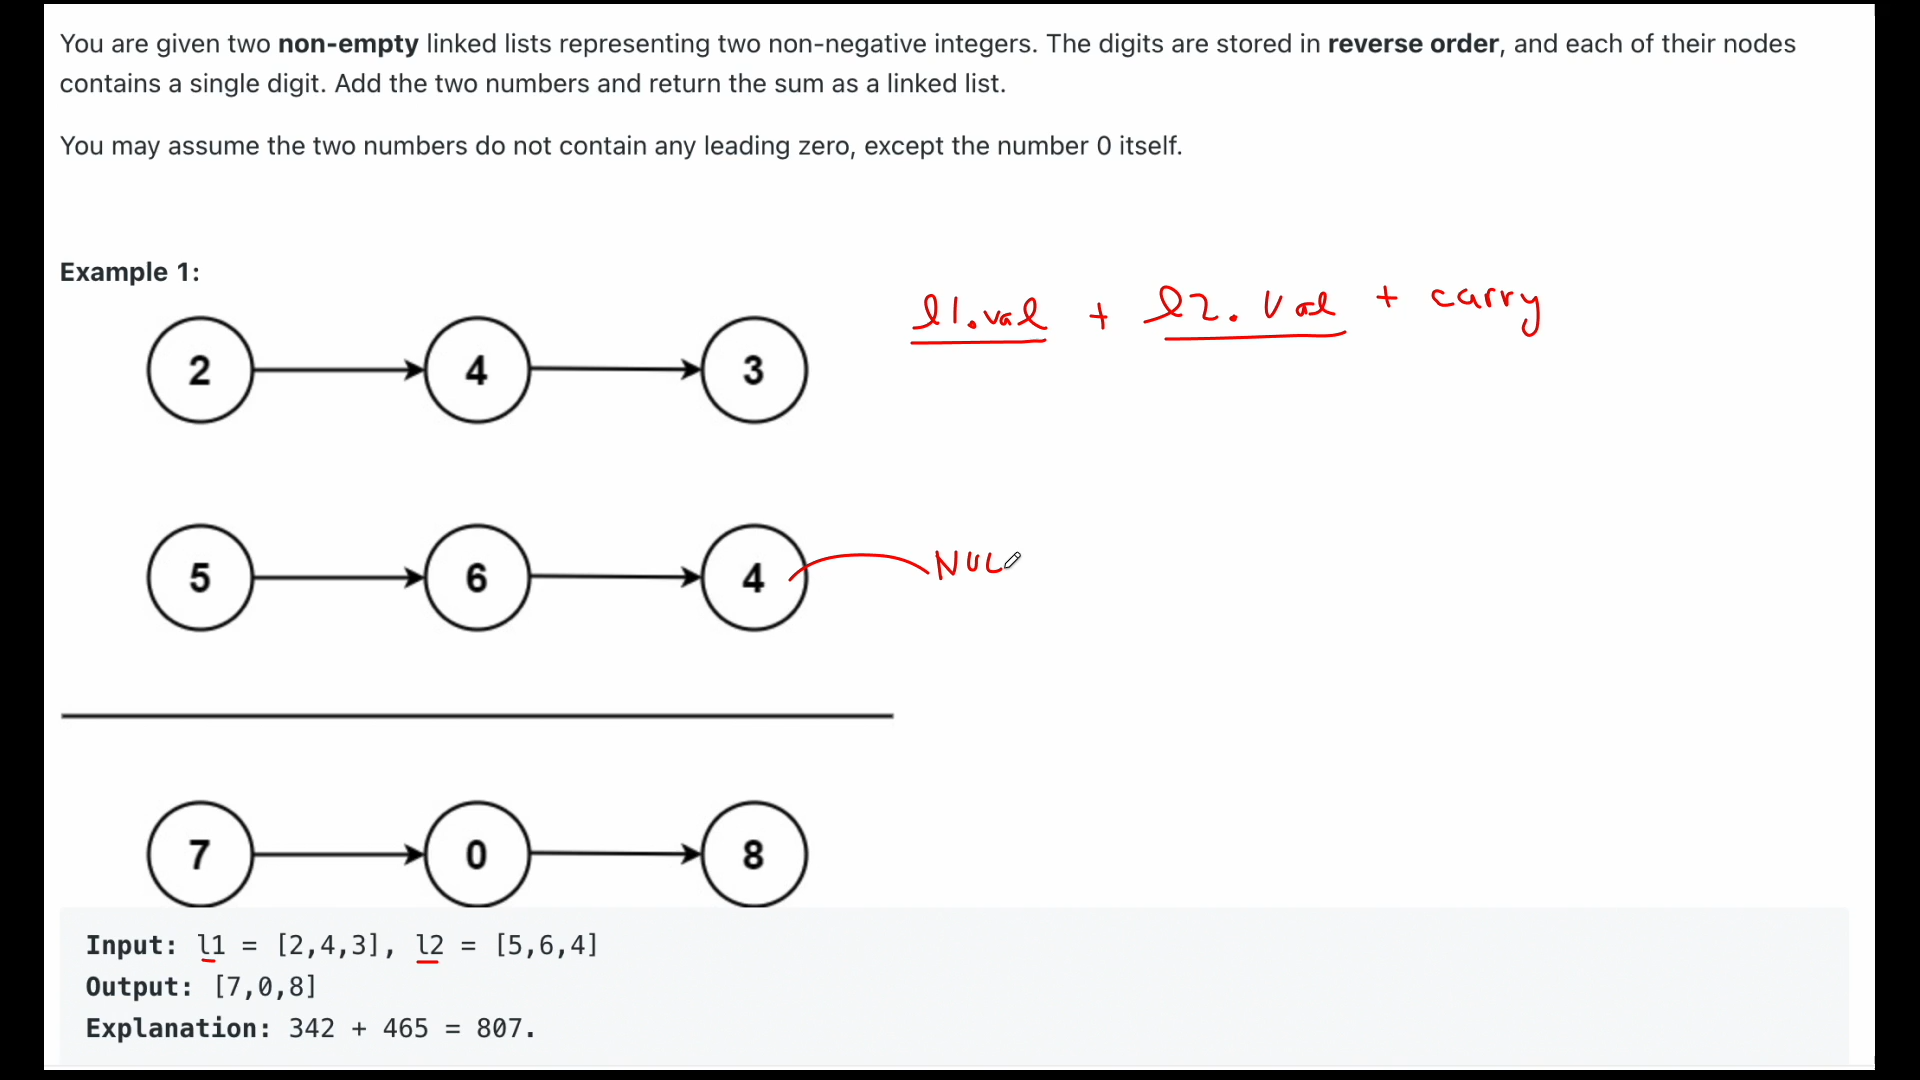 You are given two non-empty linked lists representing two non-negative integers. The digits are stored in reverse order, and each of their nodes
contains a single digit. Add the two numbers and return the sum as a linked list.
You may assume the two numbers do not contain any leading zero, except the number 0 itself.
Example 1:
l1.val + l2.val + carry
2 4 3
5 6 4 NUL
7 0 8
Input: l1 = [2,4,3], l2 = [5,6,4]
Output: [7,0,8]
Explanation: 342 + 465 = 807.